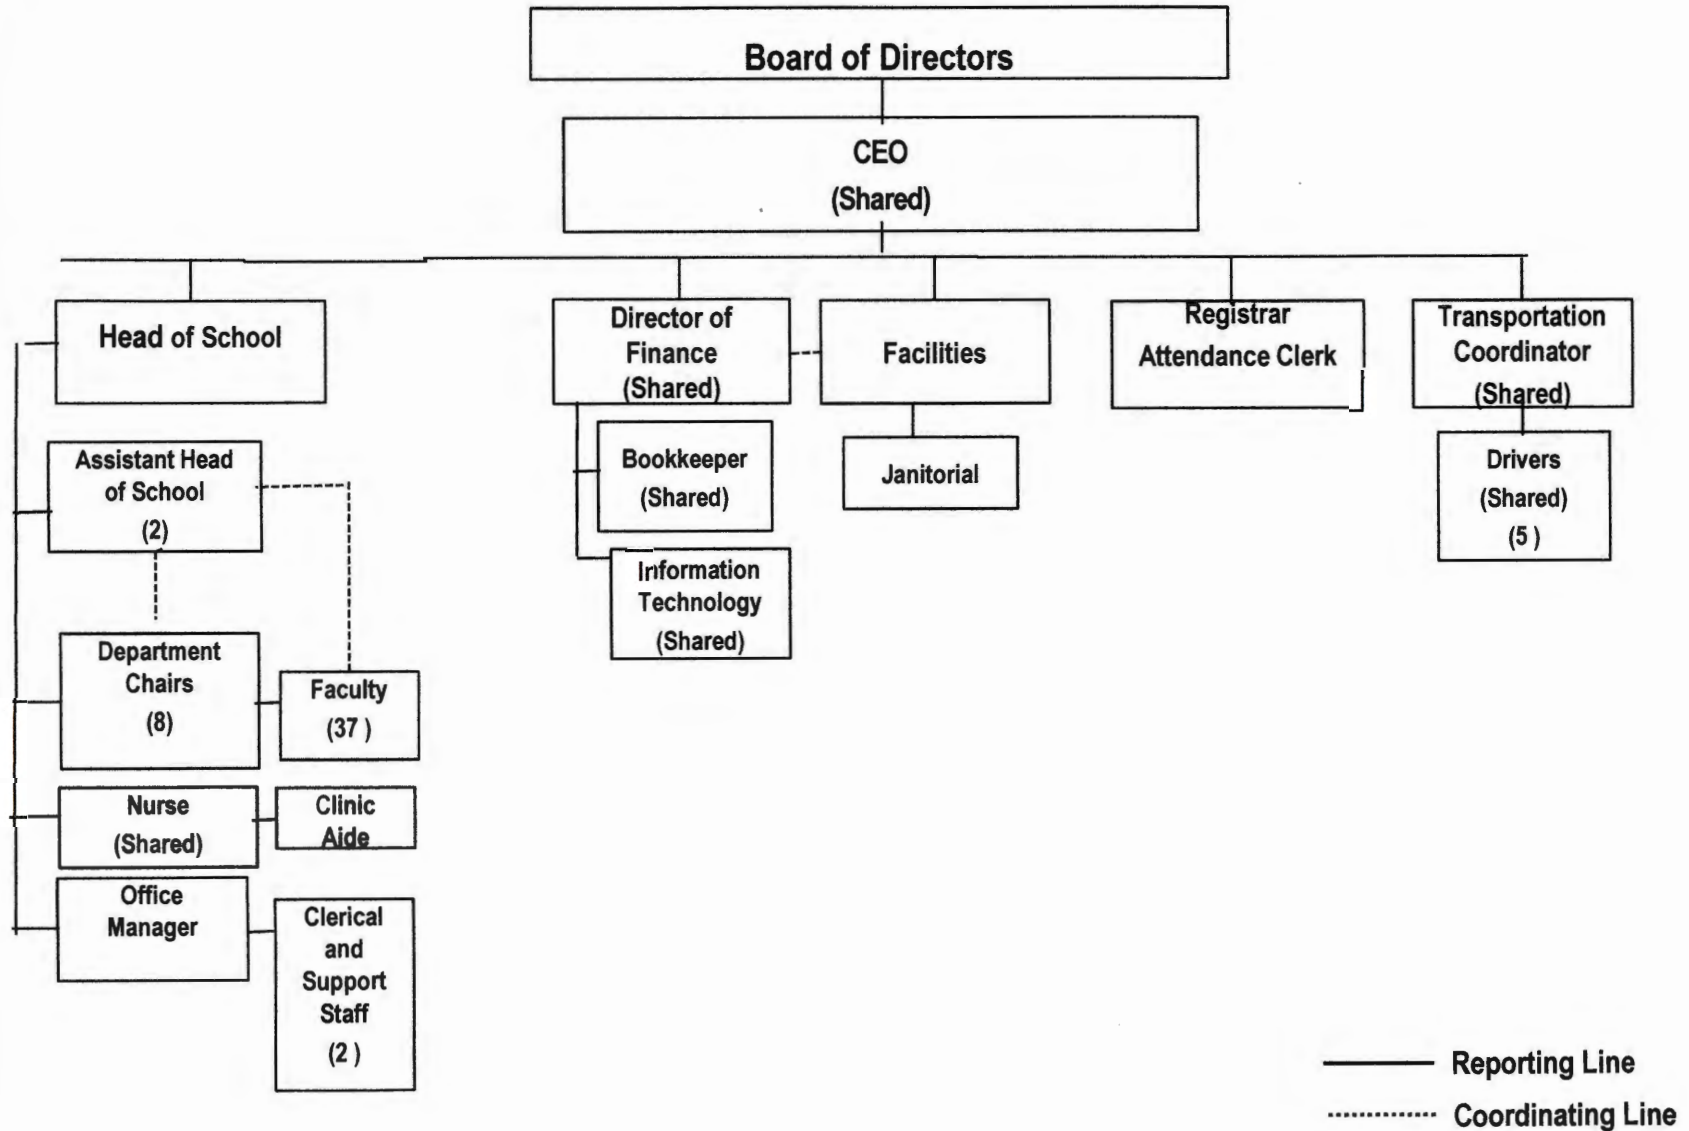 Board of Directors
CEO
(Shared)
Head of School
Director of
Finance
(Shared)
Facilities
Registrar
Attendance Clerk
Transportation
Coordinator
(Shared)
Assistant Head
of School
(2)
Bookkeeper
(Shared)
Janitorial
Drivers
(Shared)
(5 )
Information
Technology
(Shared)
Department
Chairs
(8)
Faculty
(37 )
Nurse
(Shared)
Clinic
Aide
Office
Manager
Clerical
and
Support
Staff
(2 )
Reporting Line
Coordinating Line